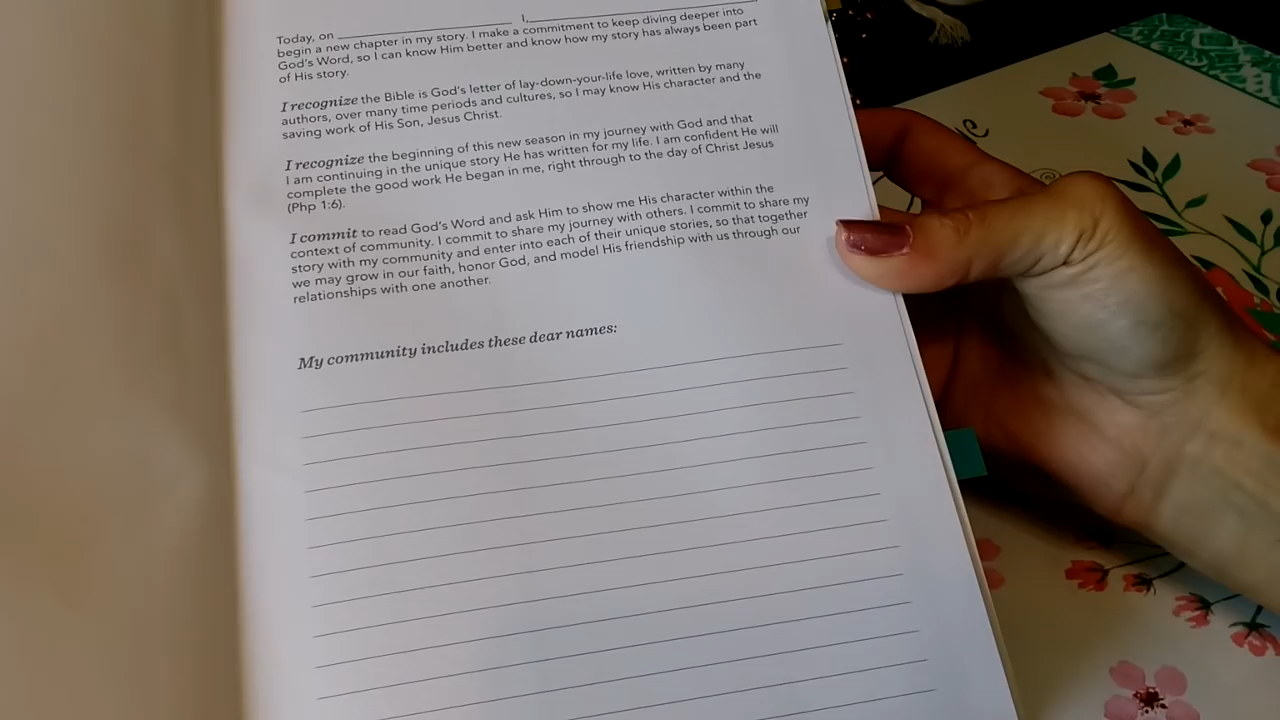 Today, on I,
begin a new chapter in my story. I make a commitment to keep diving deeper into
God's Word, so I can know Him better and know how my story has always been part
of His story.
I recognize the Bible is God's letter of lay-down-your-life love, written by many
authors, over many time periods and cultures, so I may know His character and the
saving work of His Son, Jesus Christ.
I recognize the beginning of this new season in my journey with God and that
I am continuing in the unique story He has written for my life. I am confident He will
complete the good work He began in me, right through to the day of Christ Jesus
(Php 1:6).
I commit to read God's Word and ask Him to show me His character within the
context of community. I commit to share my journey with others. I commit to share my
story with my community and enter into each of their unique stories, so that together
we may grow in our faith, honor God, and model His friendship with us through our
relationships with one another.
My community includes these dear names: